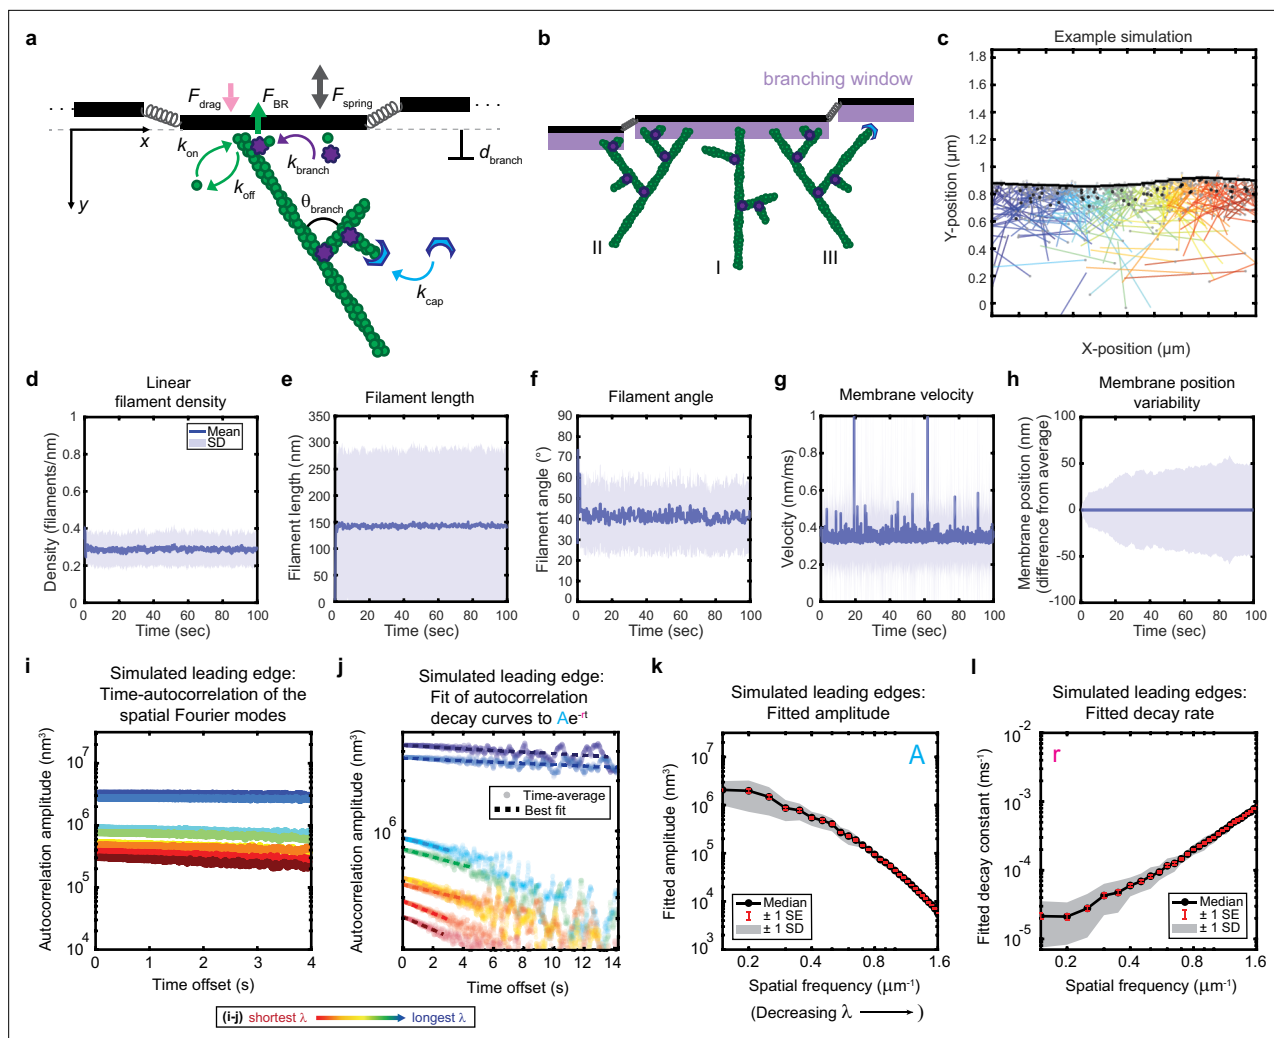 a
F_drag
F_BR
F_spring
x
y
k_on
k_off
k_branch
d_branch
θ_branch
k_cap
b
branching window
II
I
III
c
Example simulation
Y-position (µm)
1.8
1.6
1.4
1.2
1
0.8
0.6
0.4
0.2
0
X-position (µm)
d
Linear
filament density
Density (filaments/nm)
1
0.8
0.6
0.4
0.2
0
Mean
SD
0 20 40 60 80 100
Time (sec)
e
Filament length
Filament length (nm)
350
300
250
200
150
100
50
0
0 20 40 60 80 100
Time (sec)
f
Filament angle
Filament angle (°)
90
80
70
60
50
40
30
20
10
0
0 20 40 60 80 100
Time (sec)
g
Membrane velocity
Velocity (nm/ms)
1
0.8
0.6
0.4
0.2
0
0 20 40 60 80 100
Time (sec)
h
Membrane position
variability
Membrane position (nm)
(difference from average)
100
50
0
-50
-100
0 20 40 60 80 100
Time (sec)
i
Simulated leading edge:
Time-autocorrelation of the
spatial Fourier modes
Autocorrelation amplitude (nm³)
10⁷
10⁶
10⁵
10⁴
0 1 2 3 4
Time offset (s)
j
Simulated leading edge:
Fit of autocorrelation
decay curves to Ae^-rt
Autocorrelation amplitude (nm³)
10⁶
Time-average
Best fit
0 2 4 6 8 10 12 14
Time offset (s)
(i-j) shortest λ longest λ
k
Simulated leading edges:
Fitted amplitude
A
Fitted amplitude (nm³)
10⁷
10⁶
10⁵
10⁴
10³
Median
± 1 SE
± 1 SD
0.2 0.4 0.8 1.6
Spatial frequency (µm⁻¹)
(Decreasing λ ⟶ )
l
Simulated leading edges:
Fitted decay rate
r
Fitted decay constant (ms⁻¹)
10⁻²
10⁻³
10⁻⁴
10⁻⁵
Median
± 1 SE
± 1 SD
0.2 0.4 0.8 1.6
Spatial frequency (µm⁻¹)